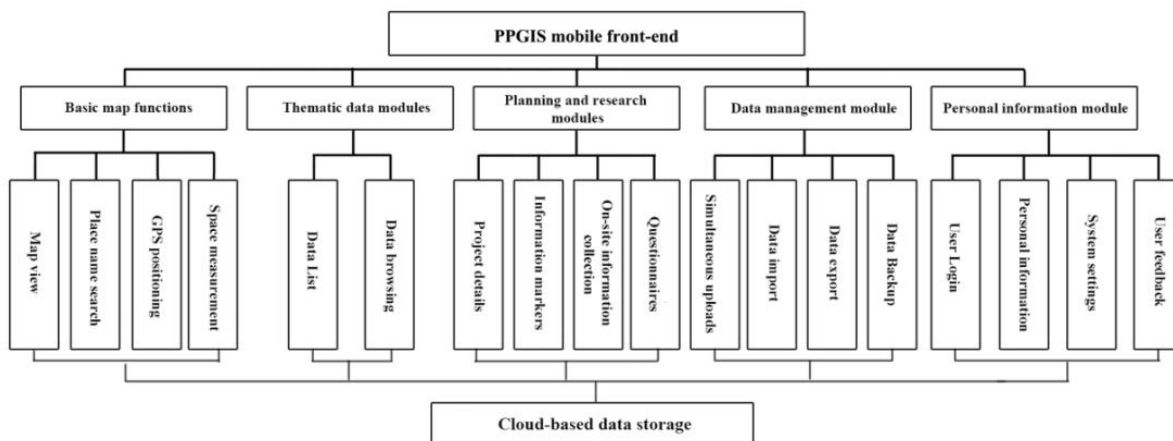 PPGIS mobile front-end
Basic map functions
Thematic data modules
Planning and research
modules
Data management module
Personal information module
Map view
Place name search
GPS positioning
Space measurement
Data List
Data browsing
Project details
Information markers
On-site information
collection
Questionnaires
Simultaneous uploads
Data import
Data export
Data Backup
User Login
Personal information
System settings
User feedback
Cloud-based data storage